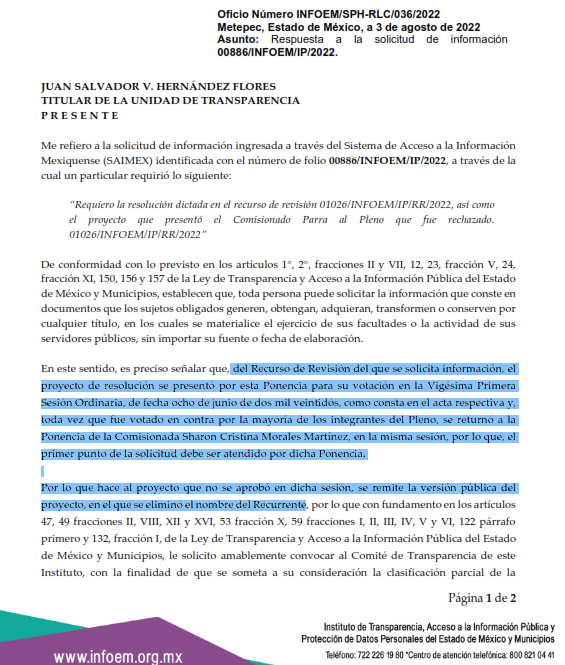 Oficio Número INFOEM/SPH-RLC/036/2022
Metepec, Estado de México, a 3 de agosto de 2022
Asunto: Respuesta a la solicitud de información
00886/INFOEM/IP/2022.
JUAN SALVADOR V. HERNÁNDEZ FLORES
TITULAR DE LA UNIDAD DE TRANSPARENCIA
P R E S E N T E
Me refiero a la solicitud de información ingresada a través del Sistema de Acceso a la Información
Mexiquense (SAIMEX) identificada con el número de folio 00886/INFOEM/IP/2022, a través de la
cual un particular requirió lo siguiente:
“Requiero la resolución dictada en el recurso de revisión 01026/INFOEM/IP/RR/2022, así como
el proyecto que presentó el Comisionado Parra al Pleno que fue rechazado.
01026/INFOEM/IP/RR/2022”
De conformidad con lo previsto en los artículos 1°, 2°, fracciones II y VII, 12, 23, fracción V, 24,
fracción XI, 150, 156 y 157 de la Ley de Transparencia y Acceso a la Información Pública del Estado
de México y Municipios, establecen que, toda persona puede solicitar la información que conste en
documentos que los sujetos obligados generen, obtengan, adquieran, transformen o conserven por
cualquier título, en los cuales se materialice el ejercicio de sus facultades o la actividad de sus
servidores públicos, sin importar su fuente o fecha de elaboración.
En este sentido, es preciso señalar que, del Recurso de Revisión del que se solicita información, el
proyecto de resolución se presentó por esta Ponencia para su votación en la Vigésima Primera
Sesión Ordinaria, de fecha ocho de junio de dos mil veintidós, como consta en el acta respectiva y,
toda vez que fue votado en contra por la mayoría de los integrantes del Pleno, se returnó a la
Ponencia de la Comisionada Sharon Cristina Morales Martínez, en la misma sesión, por lo que, el
primer punto de la solicitud debe ser atendido por dicha Ponencia.
Por lo que hace al proyecto que no se aprobó en dicha sesión, se remite la versión pública del
proyecto, en el que se elimino el nombre del Recurrente, por lo que con fundamento en los artículos
47, 49 fracciones II, VIII, XII y XVI, 53 fracción X, 59 fracciones I, II, III, IV, V y VI, 122 párrafo
primero y 132, fracción I, de la Ley de Transparencia y Acceso a la Información Pública del Estado
de México y Municipios, le solicito amablemente convocar al Comité de Transparencia de este
Instituto, con la finalidad de que se someta a su consideración la clasificación parcial de la
Página 1 de 2
Instituto de Transparencia, Acceso a la Información Pública y
Protección de Datos Personales del Estado de México y Municipios
Teléfono: 722 226 19 80 *Centro de atención telefónica: 800 821 04 41
www.infoem.org.mx